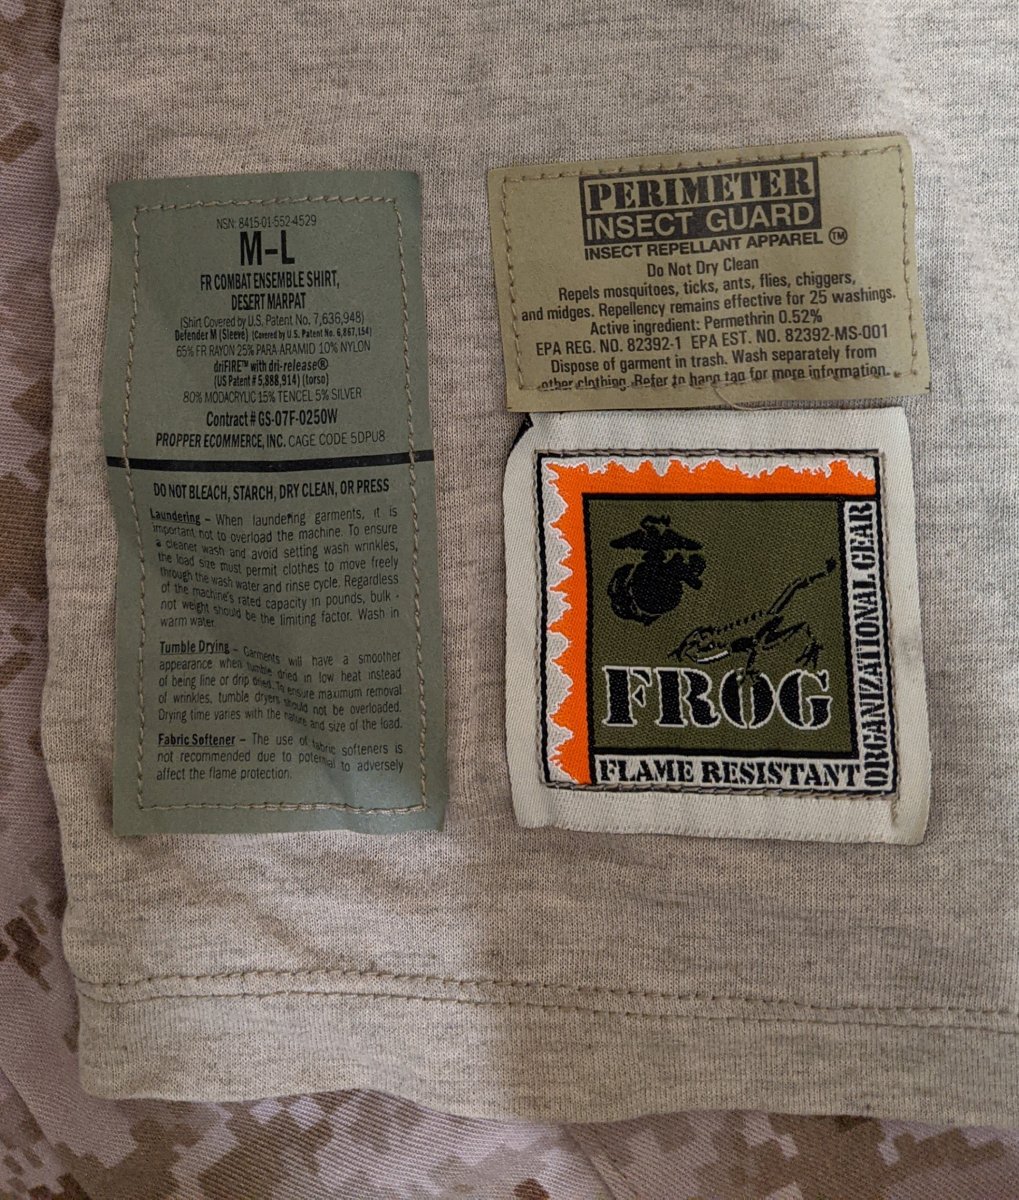 NSN: 8415-01-552-4529
M-L
FR COMBAT ENSEMBLE SHIRT,
DESERT MARPAT
(Shirt Covered by U.S. Patent No. 7,636,948)
Defender M (Sleeve) (Covered by U.S. Patent No. 6,867,154)
65% FR RAYON 25% PARA-ARAMID 10% NYLON
driFIRE™ with dri-release®
(US Patent # 5,888,914) (torso)
80% MODACRYLIC 15% TENCEL 5% SILVER
Contract # GS-07F-0250W
PROPPER ECOMMERCE, INC. CAGE CODE 5DPU8
DO NOT BLEACH, STARCH, DRY CLEAN, OR PRESS
Laundering – When laundering garments, it is
important not to overload the machine. To ensure
a cleaner wash and avoid setting wash wrinkles,
the load size must permit clothes to move freely
through the wash water and rinse cycle. Regardless
of the machine's rated capacity in pounds, bulk -
not weight should be the limiting factor. Wash in
warm water.
Tumble Drying – Garments will have a smoother
appearance when tumble dried in low heat instead
of being line or drip dried. To ensure maximum removal
of wrinkles, tumble dryers should not be overloaded.
Drying time varies with the nature and size of the load.
Fabric Softener – The use of fabric softeners is
not recommended due to potential to adversely
affect the flame protection.
PERIMETER
INSECT GUARD
INSECT REPELLANT APPAREL ™
Do Not Dry Clean
Repels mosquitoes, ticks, ants, flies, chiggers,
and midges. Repellency remains effective for 25 washings.
Active ingredient: Permethrin 0.52%
EPA REG. NO. 82392-1 EPA EST. NO. 82392-MS-001
Dispose of garment in trash. Wash separately from
other clothing. Refer to hang tag for more information.
FROG
FLAME RESISTANT
ORGANIZATIONAL GEAR